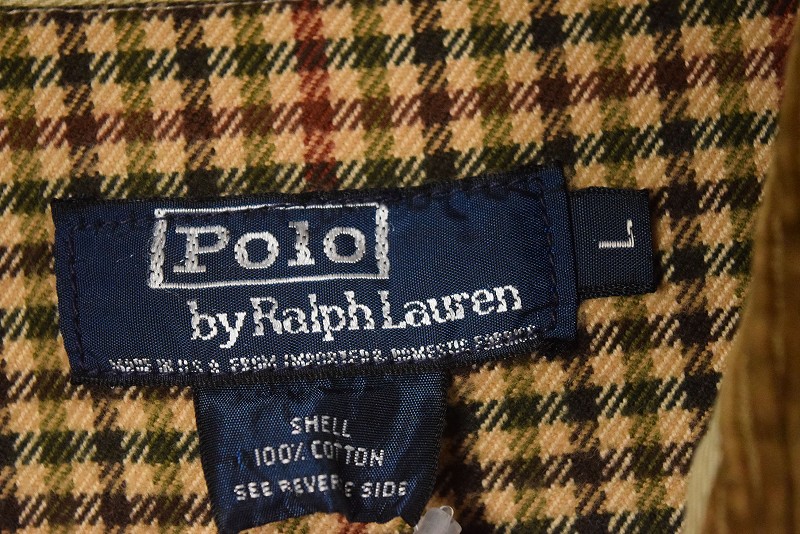 Polo
by Ralph Lauren
L
MADE IN U.S.A. FROM IMPORTED & DOMESTIC FABRICS
SHELL
100% COTTON
SEE REVERSE SIDE